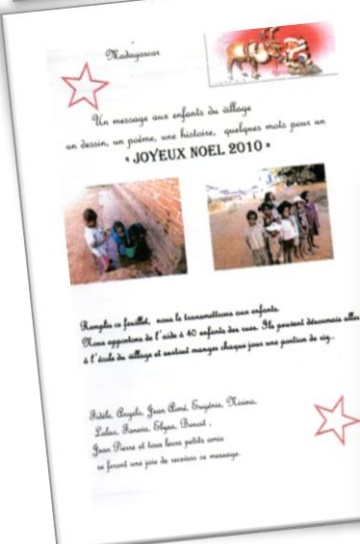 Madagascar
Un message aux enfants du village
un dessin, un poème, une histoire, quelques mots pour un
" JOYEUX NOEL 2010 "
Remplis ce feuillet, nous le transmettrons aux enfants.
Nous apportons de l'aide à 40 enfants des rues. Ils peuvent désormais aller
à l'école du village et surtout manger chaque jour une portion de riz..
Fidèle, Angela, Jean Aimé, Eugénie, Nirina,
Lalao, Elysa, Benoit,
Jean Pierre et tous leurs petits amis
se feront une joie de recevoir ce message.